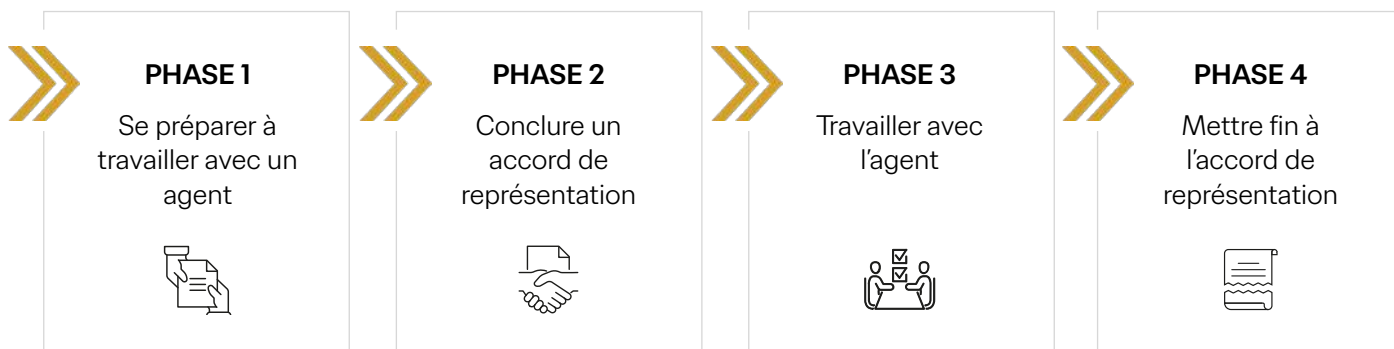 PHASE 1
Se préparer à
travailler avec un
agent
PHASE 2
Conclure un
accord de
représentation
PHASE 3
Travailler avec
l’agent
PHASE 4
Mettre fin à
l’accord de
représentation